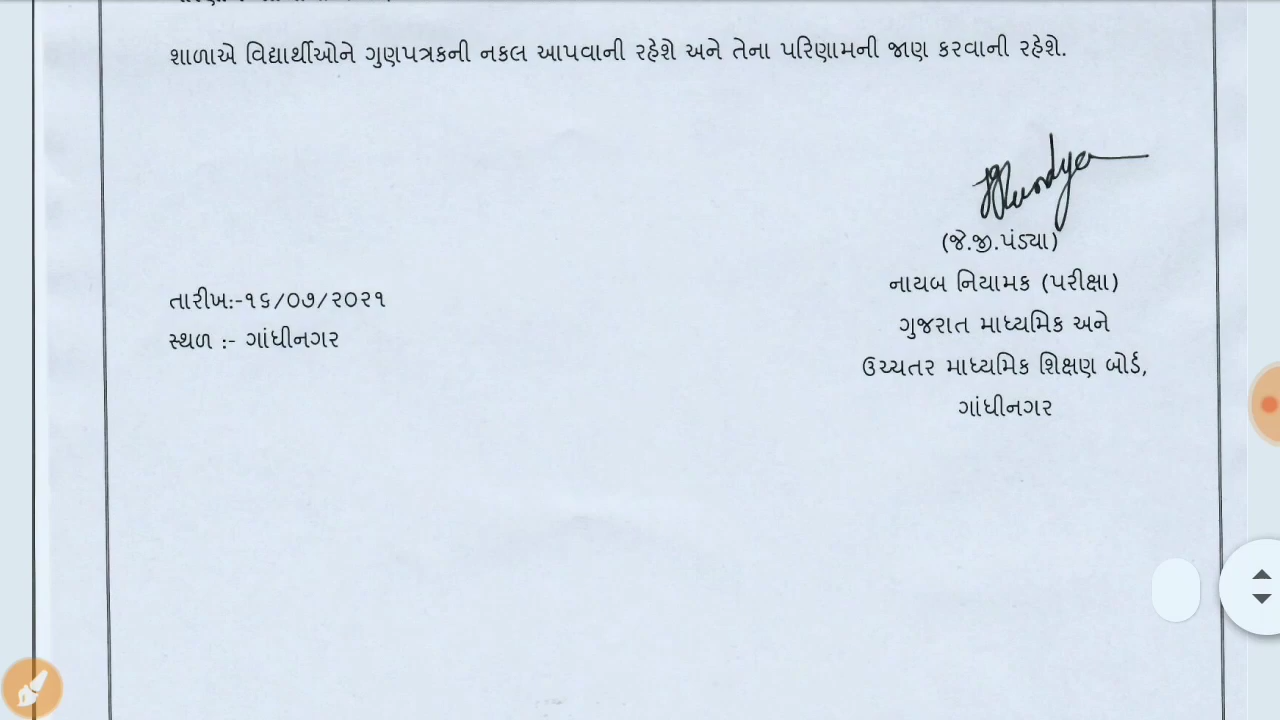 શાળાએ વિદ્યાર્થીઓને ગુણપત્રકની નકલ આપવાની રહેશે અને તેના પરિણામની જાણ કરવાની રહેશે.
(જે.જી.પંડ્યા)
નાયબ નિયામક (પરીક્ષા)
તારીખ:-૧૬/૦૭/૨૦૨૧
ગુજરાત માધ્યમિક અને
સ્થળ :- ગાંધીનગર
ઉચ્ચતર માધ્યમિક શિક્ષણ બોર્ડ,
ગાંધીનગર